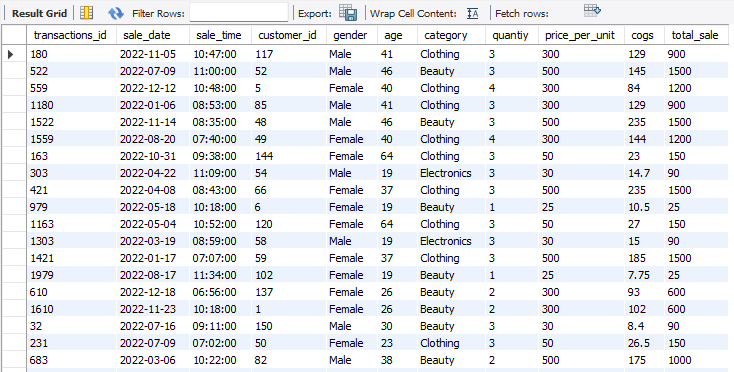 Result Grid Filter Rows: Export: Wrap Cell Content: IA Fetch rows:
transactions_id sale_date sale_time customer_id gender age category quantiy price_per_unit cogs total_sale
180 2022-11-05 10:47:00 117 Male 41 Clothing 3 300 129 900
522 2022-07-09 11:00:00 52 Male 46 Beauty 3 500 145 1500
559 2022-12-12 10:48:00 5 Female 40 Clothing 4 300 84 1200
1180 2022-01-06 08:53:00 85 Male 41 Clothing 3 300 129 900
1522 2022-11-14 08:35:00 48 Male 46 Beauty 3 500 235 1500
1559 2022-08-20 07:40:00 49 Female 40 Clothing 4 300 144 1200
163 2022-10-31 09:38:00 144 Female 64 Clothing 3 50 23 150
303 2022-04-22 11:09:00 54 Male 19 Electronics 3 30 14.7 90
421 2022-04-08 08:43:00 66 Female 37 Clothing 3 500 235 1500
979 2022-05-18 10:18:00 6 Female 19 Beauty 1 25 10.5 25
1163 2022-05-04 10:52:00 120 Female 64 Clothing 3 50 27 150
1303 2022-03-19 08:59:00 58 Male 19 Electronics 3 30 15 90
1421 2022-01-17 07:07:00 59 Female 37 Clothing 3 500 185 1500
1979 2022-08-17 11:34:00 102 Female 19 Beauty 1 25 7.75 25
610 2022-12-18 06:56:00 137 Female 26 Beauty 2 300 93 600
1610 2022-11-23 10:18:00 1 Female 26 Beauty 2 300 102 600
32 2022-07-16 09:11:00 150 Male 30 Beauty 3 30 8.4 90
231 2022-07-09 07:02:00 50 Female 23 Clothing 3 50 26.5 150
683 2022-03-06 10:22:00 82 Male 38 Beauty 2 500 175 1000